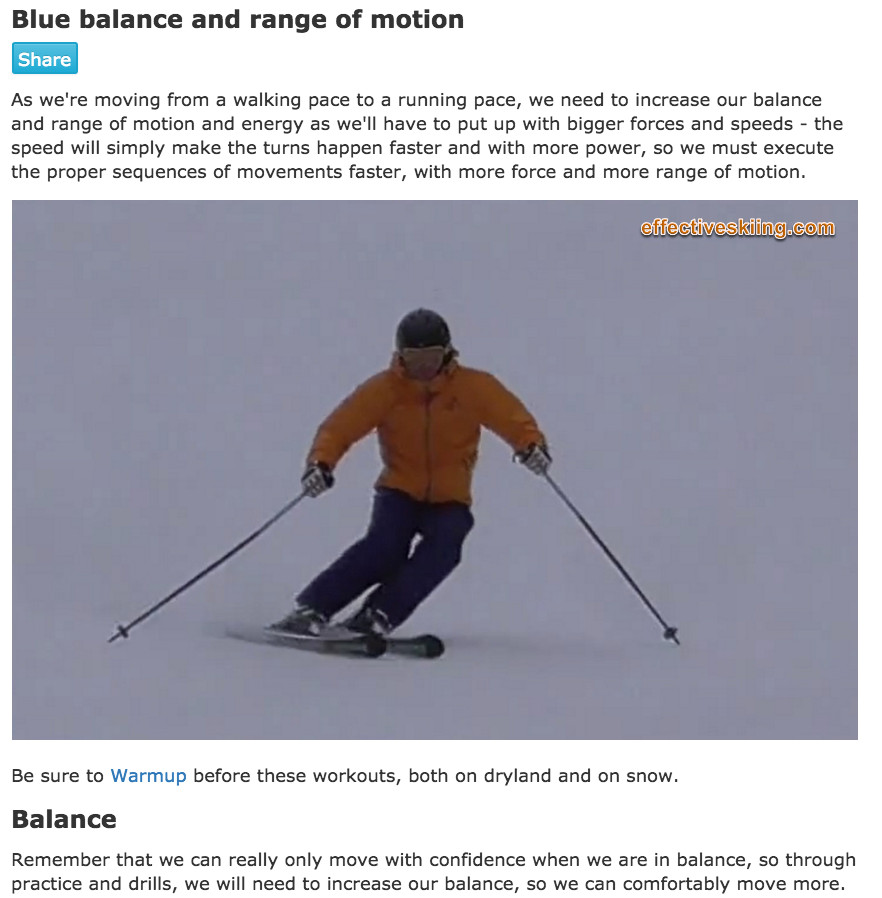 Blue balance and range of motion
Share
As we're moving from a walking pace to a running pace, we need to increase our balance
and range of motion and energy as we'll have to put up with bigger forces and speeds - the
speed will simply make the turns happen faster and with more power, so we must execute
the proper sequences of movements faster, with more force and more range of motion.
effectiveskiing.com
Be sure to Warmup before these workouts, both on dryland and on snow.
Balance
Remember that we can really only move with confidence when we are in balance, so through
practice and drills, we will need to increase our balance, so we can comfortably move more.